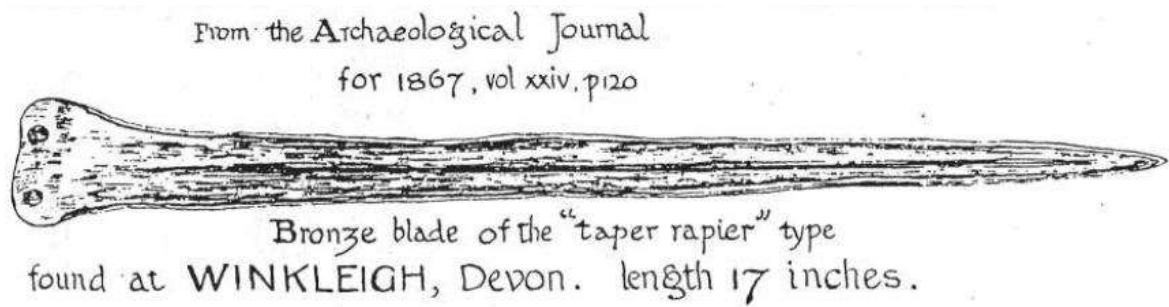 From the Archaeological Journal
for 1867, vol xxiv, p120
Bronze blade of the "taper rapier" type
found at WINKLEIGH, Devon. length 17 inches.